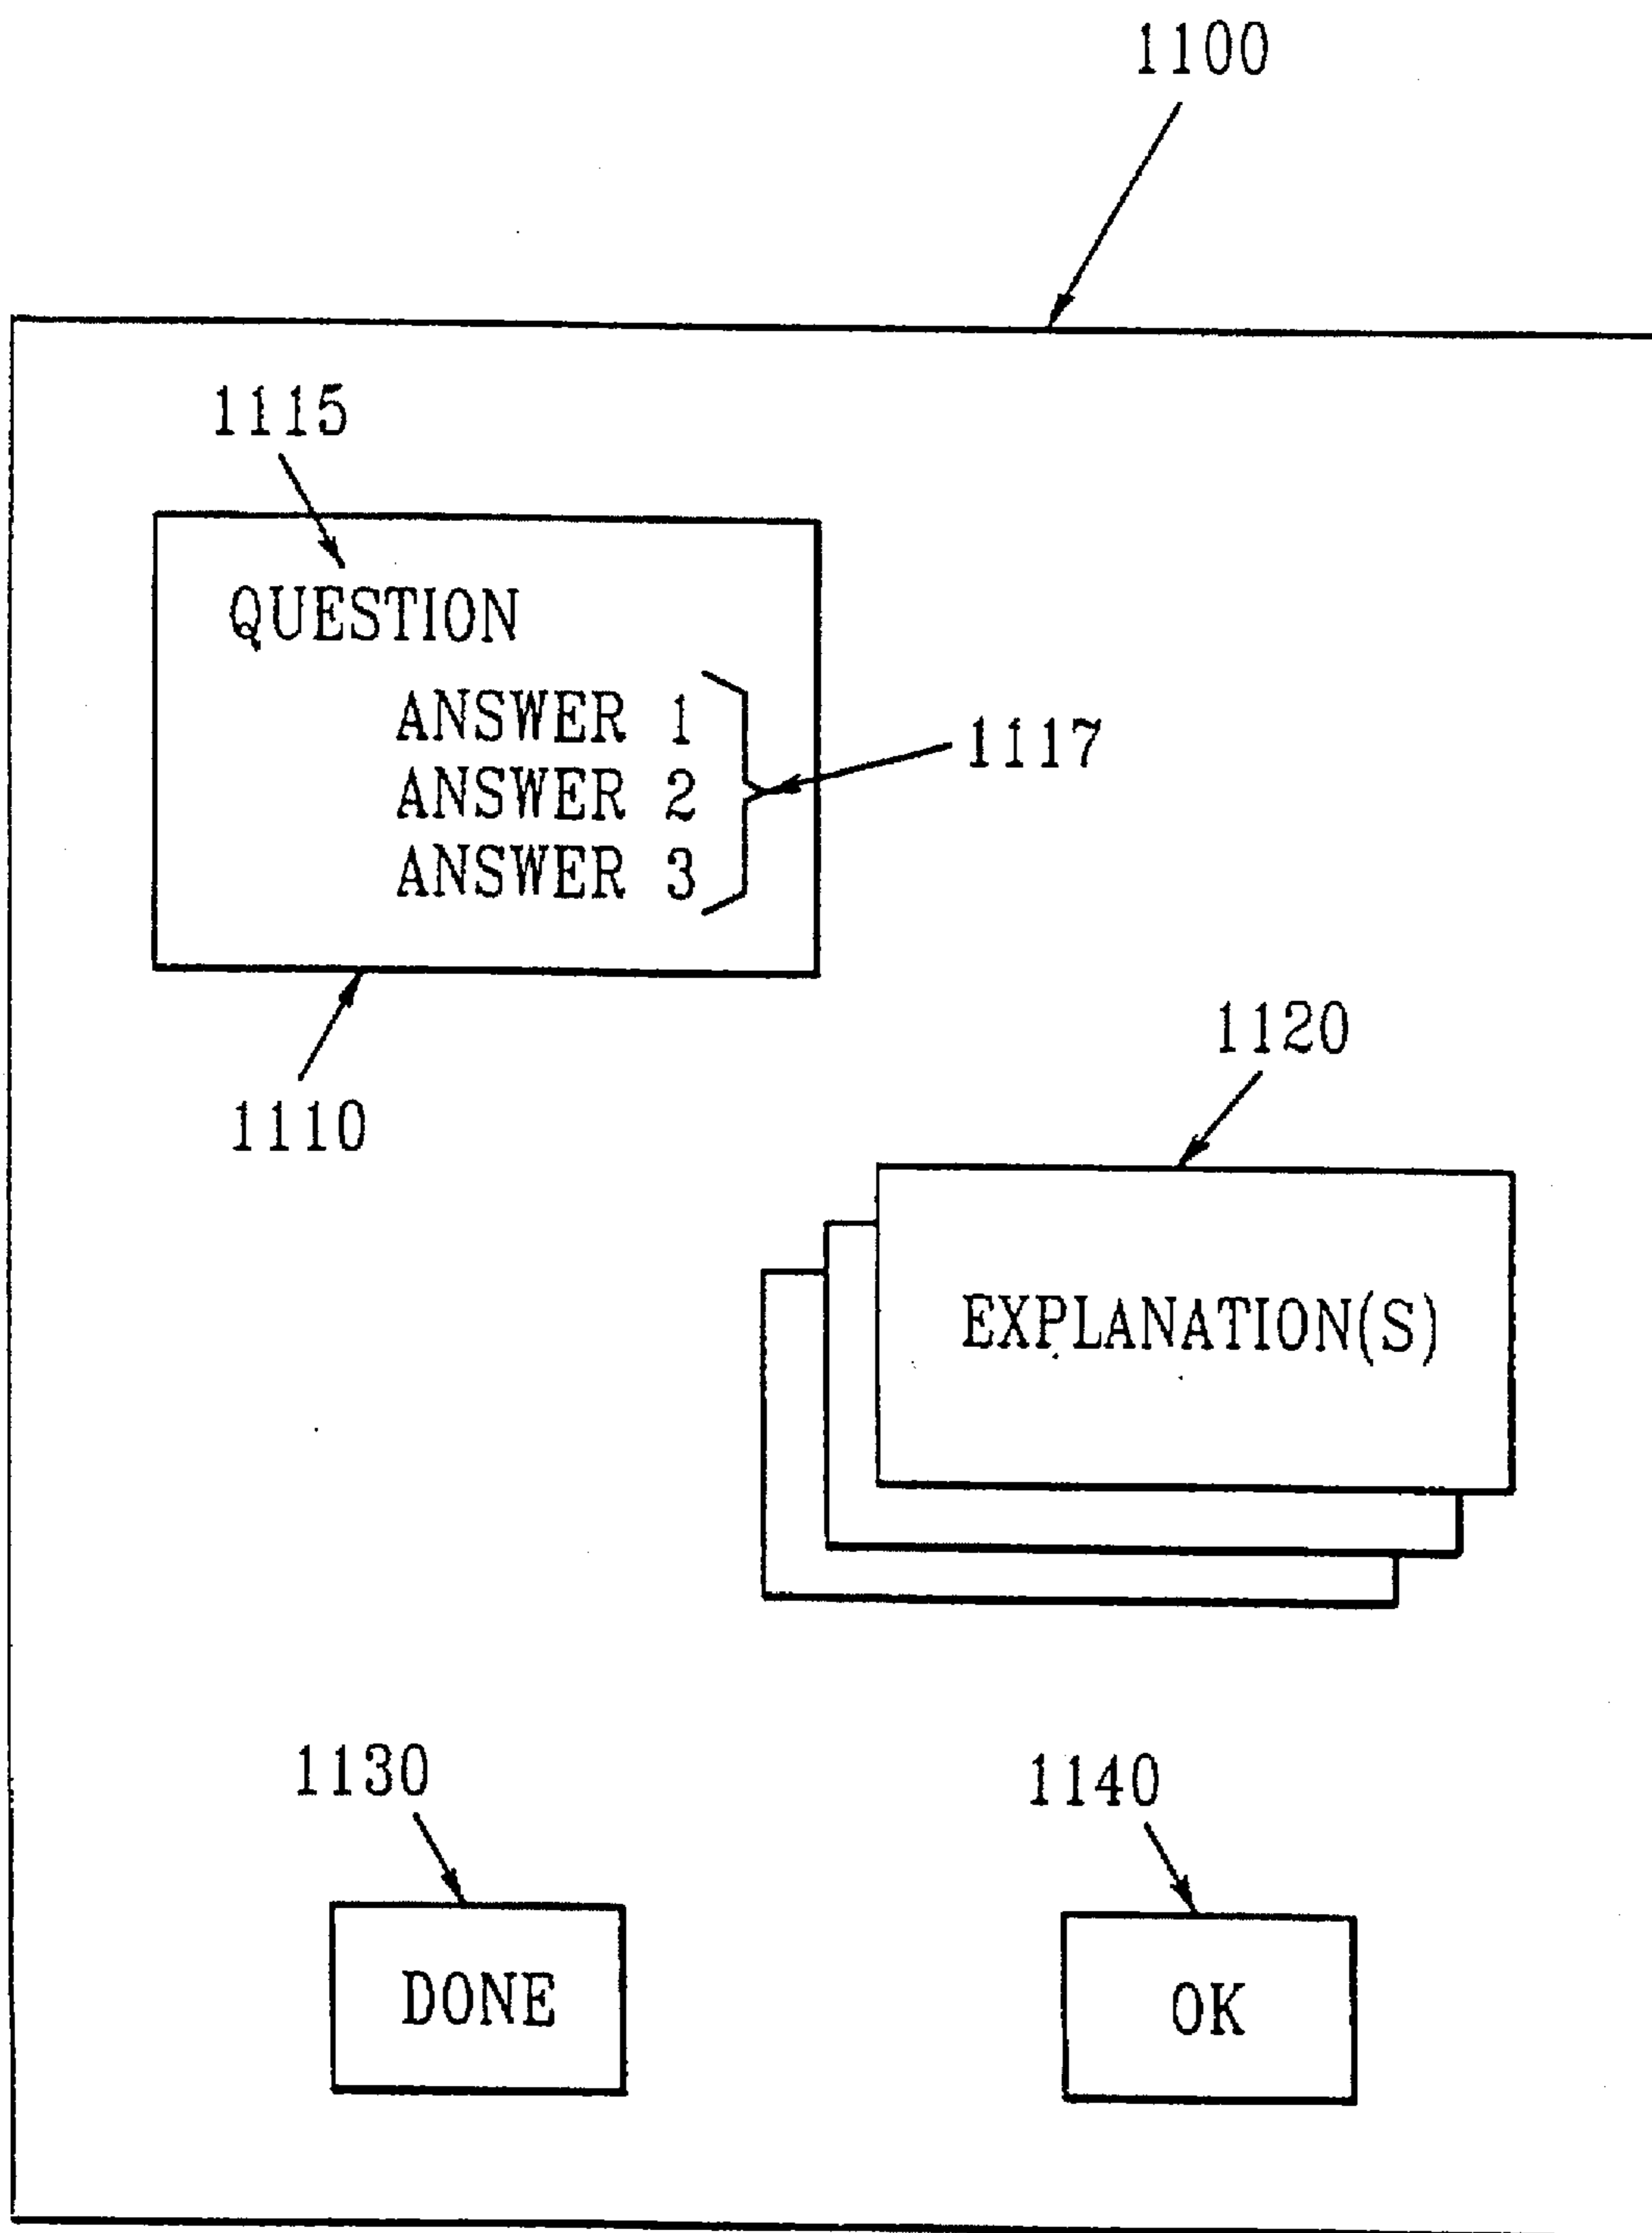 1100
1115
QUESTION
ANSWER 1
ANSWER 2
ANSWER 3
1117
1110
1120
EXPLANATION(S)
1130
1140
DONE
OK